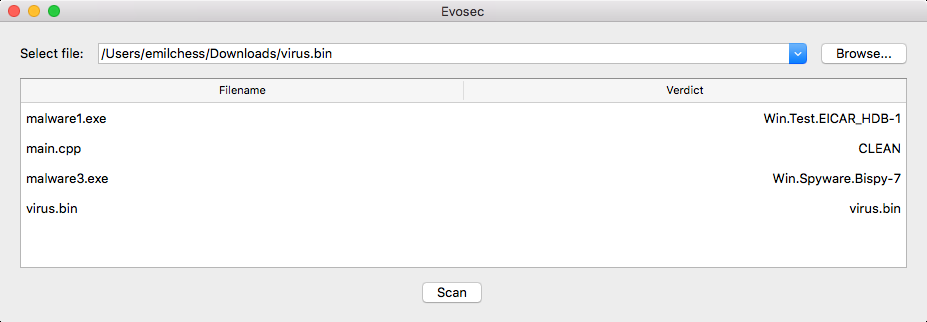 Evosec
Select file: /Users/emilchess/Downloads/virus.bin Browse...
Filename Verdict
malware1.exe Win.Test.EICAR_HDB-1
main.cpp CLEAN
malware3.exe Win.Spyware.Bispy-7
virus.bin virus.bin
Scan